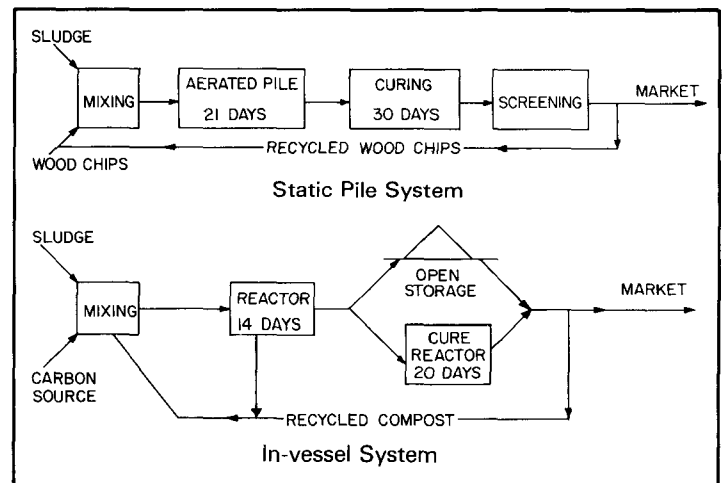 SLUDGE
MIXING
AERATED PILE
21 DAYS
CURING
30 DAYS
SCREENING
MARKET
WOOD CHIPS
RECYCLED WOOD CHIPS
Static Pile System
SLUDGE
MIXING
REACTOR
14 DAYS
OPEN
STORAGE
CURE
REACTOR
20 DAYS
MARKET
CARBON
SOURCE
RECYCLED COMPOST
In-vessel System